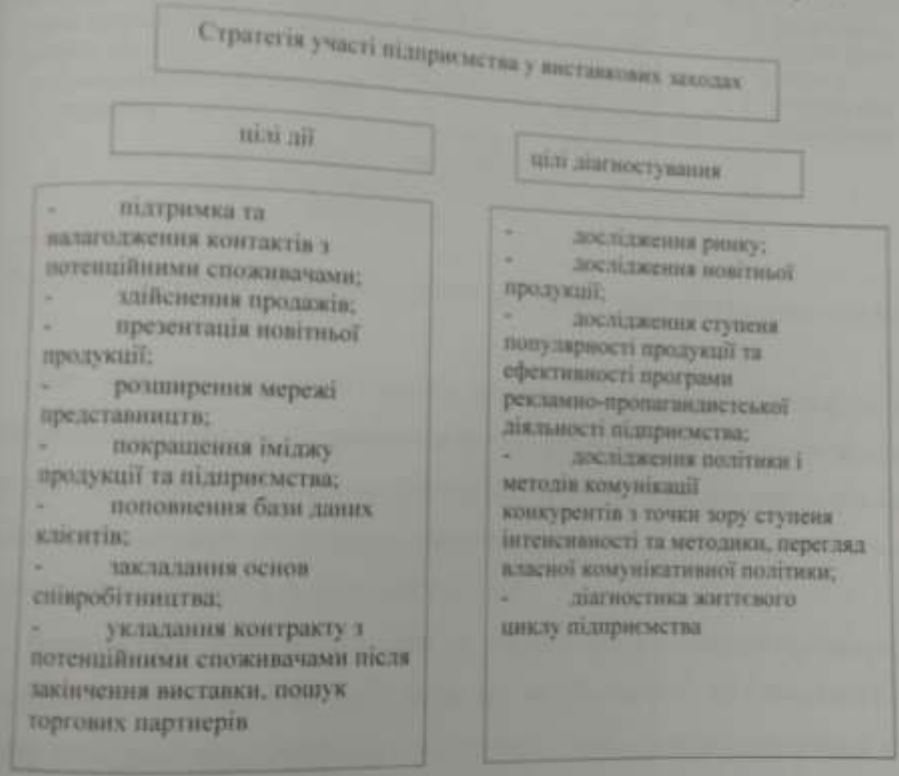 Стратегія участі підприємства у виставкових заходах
цілі дії
- підтримка та
налагодження контактів з
потенційними споживачами;
- здійснення продажів;
- презентація новітньої
продукції;
- розширення мережі
представництв;
- покращення іміджу
продукції та підприємства;
- поповнення бази даних
клієнтів;
- закладання основ
співробітництва;
- укладання контракту з
потенційними споживачами після
закінчення виставки, пошук
торгових партнерів
цілі діагностування
- дослідження ринку;
- дослідження новітньої
продукції;
- дослідження ступеня
популярності продукції та
ефективності програми
рекламно-пропагандистської
діяльності підприємства;
- дослідження політики і
методів комунікації
конкурентів з точки зору ступеня
інтенсивності та методики, перегляд
власної комунікативної політики;
- діагностика життєвого
циклу підприємства